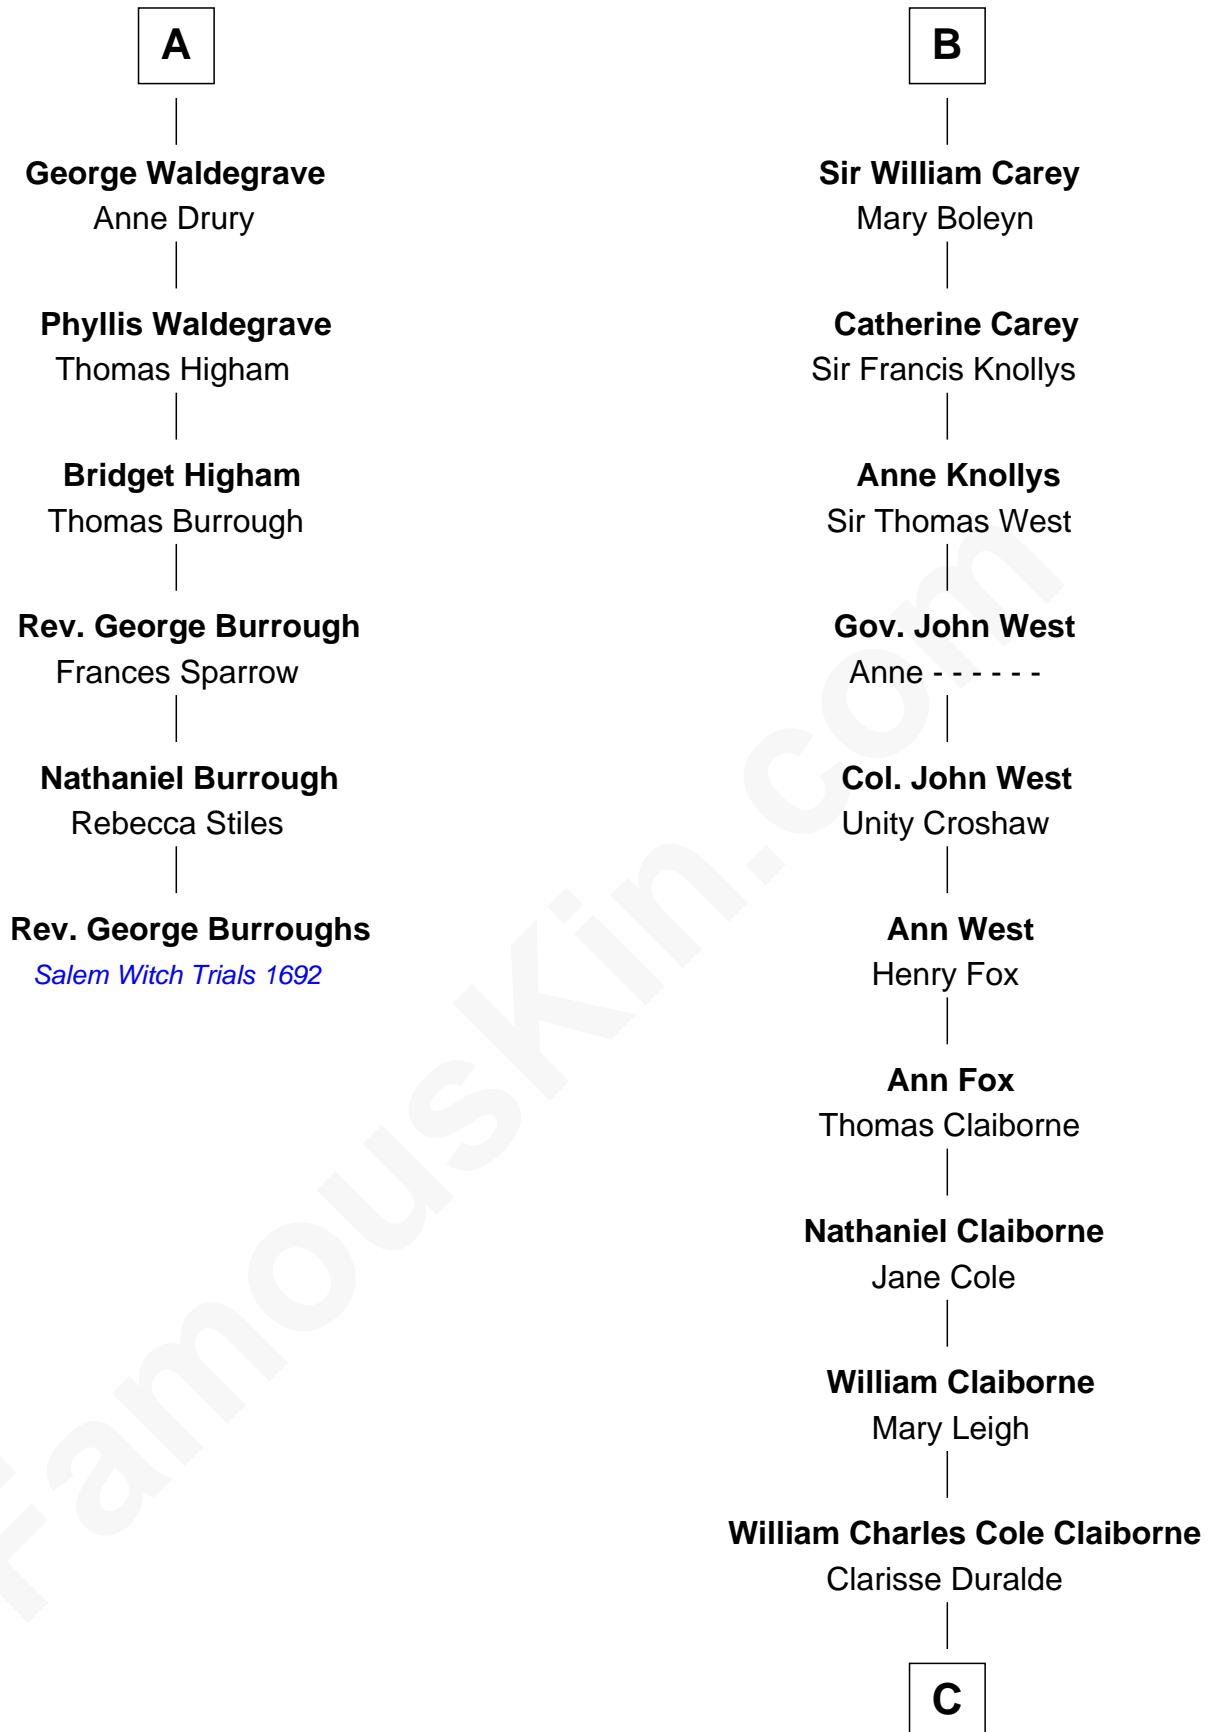 A
George Waldegrave
Anne Drury
Phyllis Waldegrave
Thomas Higham
Bridget Higham
Thomas Burrough
Rev. George Burrough
Frances Sparrow
Nathaniel Burrough
Rebecca Stiles
Rev. George Burroughs
Salem Witch Trials 1692
B
Sir William Carey
Mary Boleyn
Catherine Carey
Sir Francis Knollys
Anne Knollys
Sir Thomas West
Gov. John West
Anne - - - - - -
Col. John West
Unity Croshaw
Ann West
Henry Fox
Ann Fox
Thomas Claiborne
Nathaniel Claiborne
Jane Cole
William Claiborne
Mary Leigh
William Charles Cole Claiborne
Clarisse Duralde
C
FamousKin.com